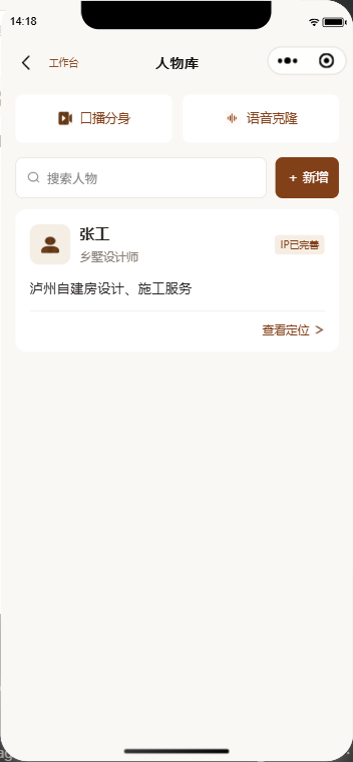 14:18
工作台
人物库
口播分身
语音克隆
搜索人物
+ 新增
张工
IP已完善
乡墅设计师
泸州自建房设计、施工服务
查看定位 >